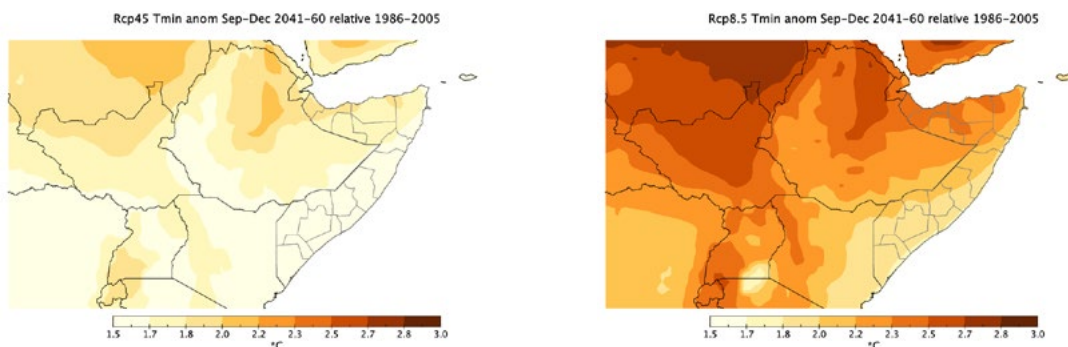 Rcp45 Tmin anom Sep-Dec 2041-60 relative 1986-2005
1.5 1.7 1.8 2.0 2.2 2.3 2.5 2.7 2.8 3.0
°C
Rcp8.5 Tmin anom Sep-Dec 2041-60 relative 1986-2005
1.5 1.7 1.8 2.0 2.2 2.3 2.5 2.7 2.8 3.0
°C